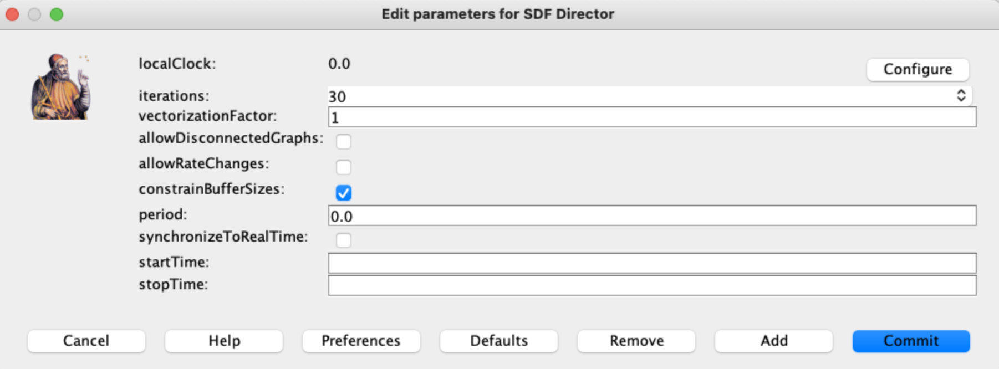 Edit parameters for SDF Director
localClock: 0.0 Configure
iterations: 30
vectorizationFactor: 1
allowDisconnectedGraphs:
allowRateChanges:
constrainBufferSizes:
period: 0.0
synchronizeToRealTime:
startTime:
stopTime:
Cancel Help Preferences Defaults Remove Add Commit